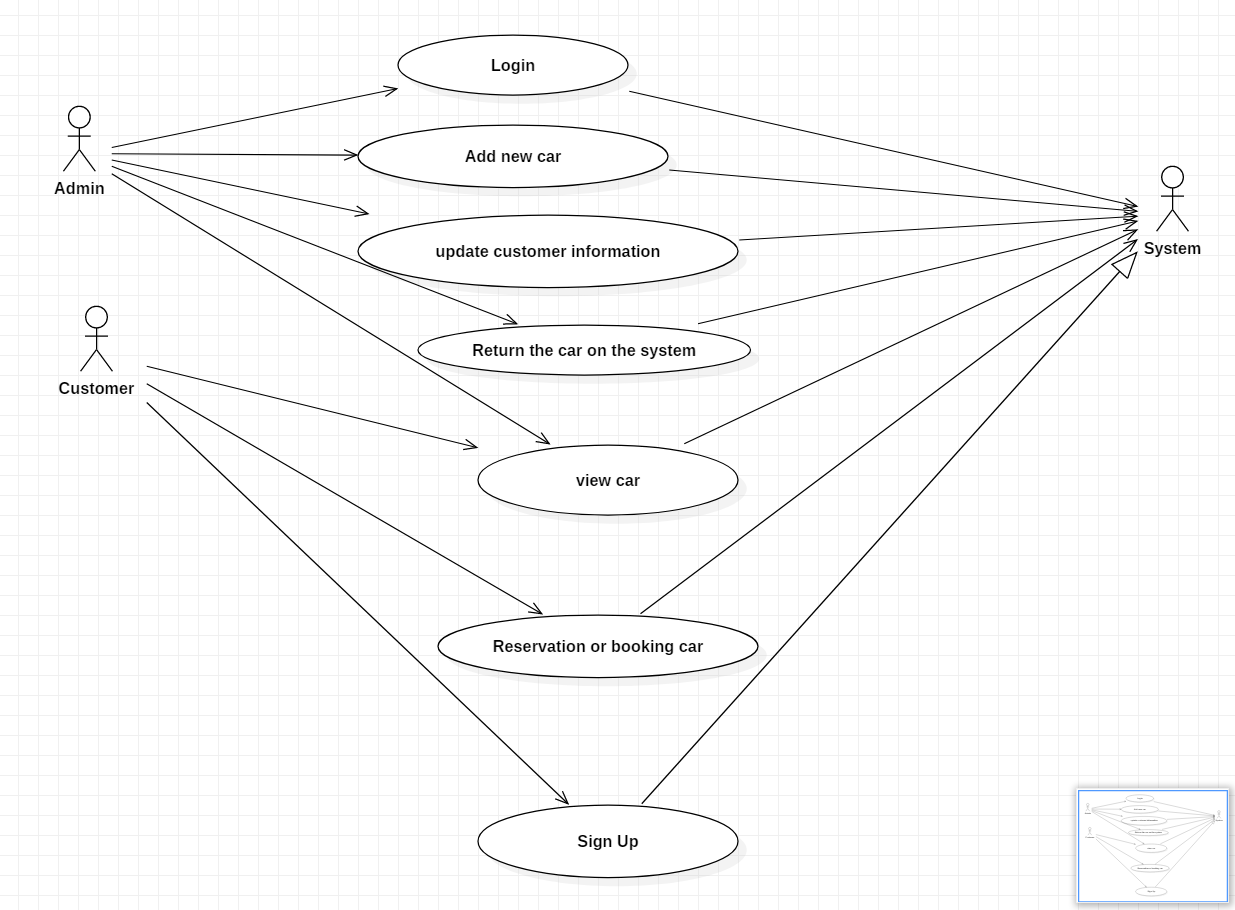 Login
Admin
Add new car
System
update customer information
Return the car on the system
Customer
view car
Reservation or booking car
Sign Up